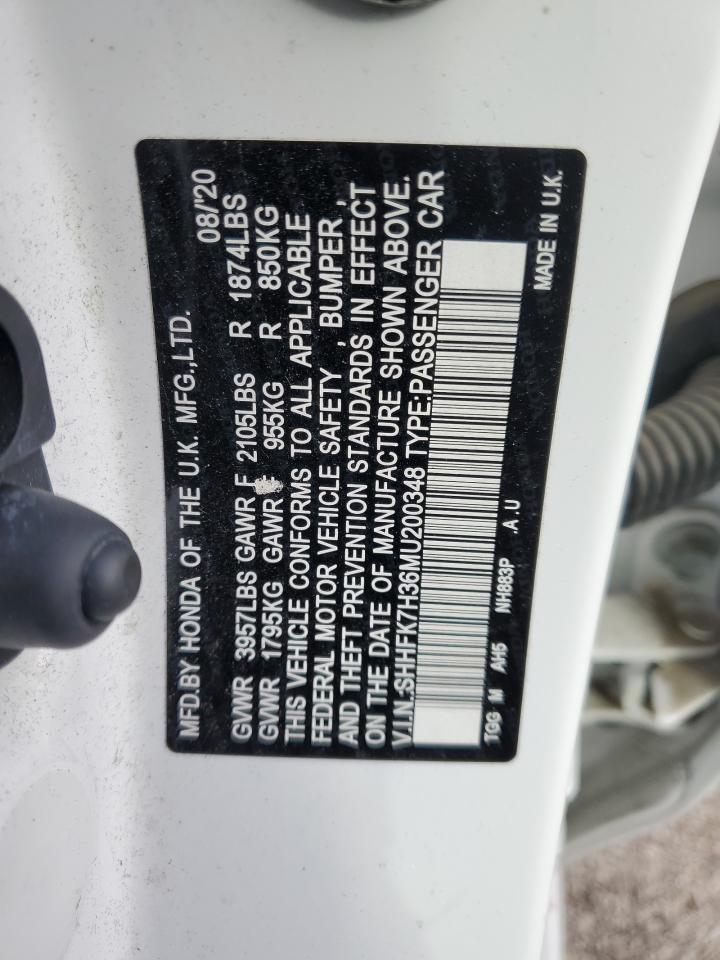 MFD.BY HONDA OF THE U.K. MFG.,LTD. 08/'20
GVWR 3957LBS GAWR F 2105LBS R 1874LBS
GVWR 1795KG GAWR F 955KG R 850KG
THIS VEHICLE CONFORMS TO ALL APPLICABLE
FEDERAL MOTOR VEHICLE SAFETY , BUMPER ,
AND THEFT PREVENTION STANDARDS IN EFFECT
ON THE DATE OF MANUFACTURE SHOWN ABOVE.
V.I.N.:SHHFK7H36MU200348 TYPE:PASSENGER CAR
TGG M AH5 NH883P .A .U
MADE IN U.K.